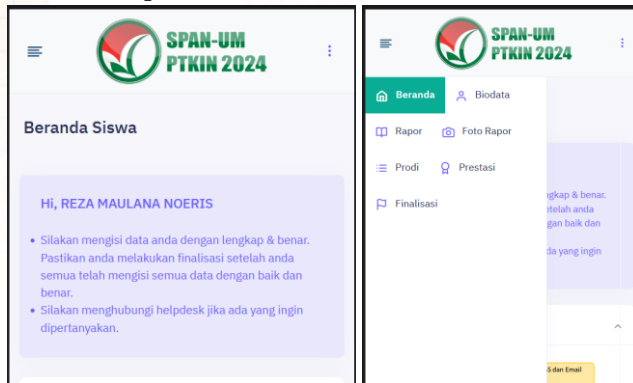 SPAN-UM
PTKIN 2024
Beranda Siswa
Hi, REZA MAULANA NOERIS
• Silakan mengisi data anda dengan lengkap & benar.
Pastikan anda melakukan finalisasi setelah anda
semua telah mengisi semua data dengan baik dan
benar.
• Silakan menghubungi helpdesk jika ada yang ingin
dipertanyakan.
SPAN-UM
PTKIN 2024
Beranda Biodata
Rapor Foto Rapor
Prodi Prestasi
Finalisasi
ngkap & benar.
etelah anda
gan baik dan
da yang ingin
dan Email